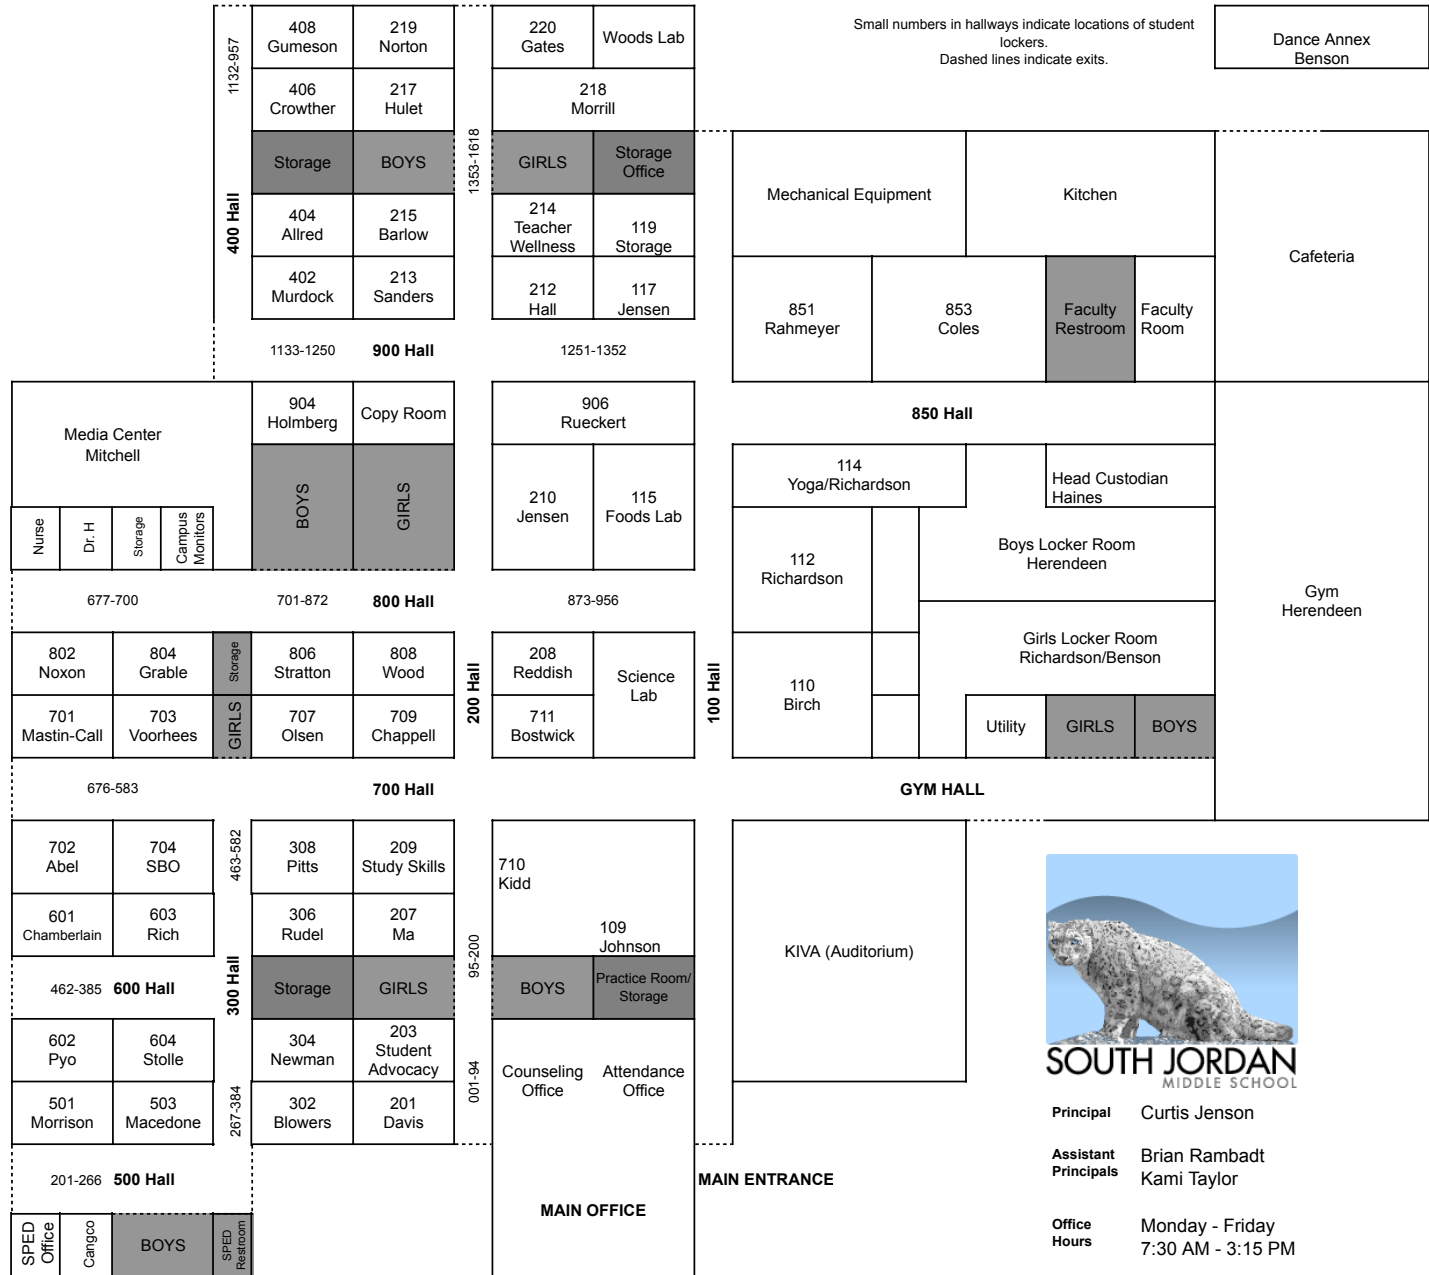 408
Gumeson
219
Norton
220
Gates
Woods Lab
Small numbers in hallways indicate locations of student
lockers.
Dashed lines indicate exits.
Dance Annex
Benson
1132-957
406
Crowther
217
Hulet
218
Morrill
Storage
BOYS
1353-1618
GIRLS
Storage
Office
Mechanical Equipment
Kitchen
Cafeteria
400 Hall
404
Allred
215
Barlow
214
Teacher
Wellness
119
Storage
402
Murdock
213
Sanders
212
Hall
117
Jensen
851
Rahmeyer
853
Coles
Faculty
Restroom
Faculty
Room
1133-1250
900 Hall
1251-1352
Media Center
Mitchell
904
Holmberg
Copy Room
906
Rueckert
850 Hall
Nurse
Dr. H
Storage
Campus
Monitors
BOYS
GIRLS
210
Jensen
115
Foods Lab
114
Yoga/Richardson
Head Custodian
Haines
112
Richardson
Boys Locker Room
Herendeen
Gym
Herendeen
677-700
701-872
800 Hall
873-956
802
Noxon
804
Grable
Storage
806
Stratton
808
Wood
200 Hall
208
Reddish
Science
Lab
100 Hall
110
Birch
Girls Locker Room
Richardson/Benson
701
Mastin-Call
703
Voorhees
GIRLS
707
Olsen
709
Chappell
711
Bostwick
Utility
GIRLS
BOYS
676-583
700 Hall
GYM HALL
702
Abel
704
SBO
463-582
308
Pitts
209
Study Skills
710
Kidd
601
Chamberlain
603
Rich
306
Rudel
207
Ma
109
Johnson
KIVA (Auditorium)
95-200
462-385
600 Hall
300 Hall
Storage
GIRLS
BOYS
Practice Room/
Storage
602
Pyo
604
Stolle
304
Newman
203
Student
Advocacy
001-94
Counseling
Office
Attendance
Office
501
Morrison
503
Macedone
267-384
302
Blowers
201
Davis
201-266
500 Hall
MAIN ENTRANCE
MAIN OFFICE
SPED
Office
Cangco
BOYS
SPED
Restroom
SOUTH JORDAN
MIDDLE SCHOOL
Principal
Curtis Jenson
Assistant
Principals
Brian Rambadt
Kami Taylor
Office
Hours
Monday - Friday
7:30 AM - 3:15 PM